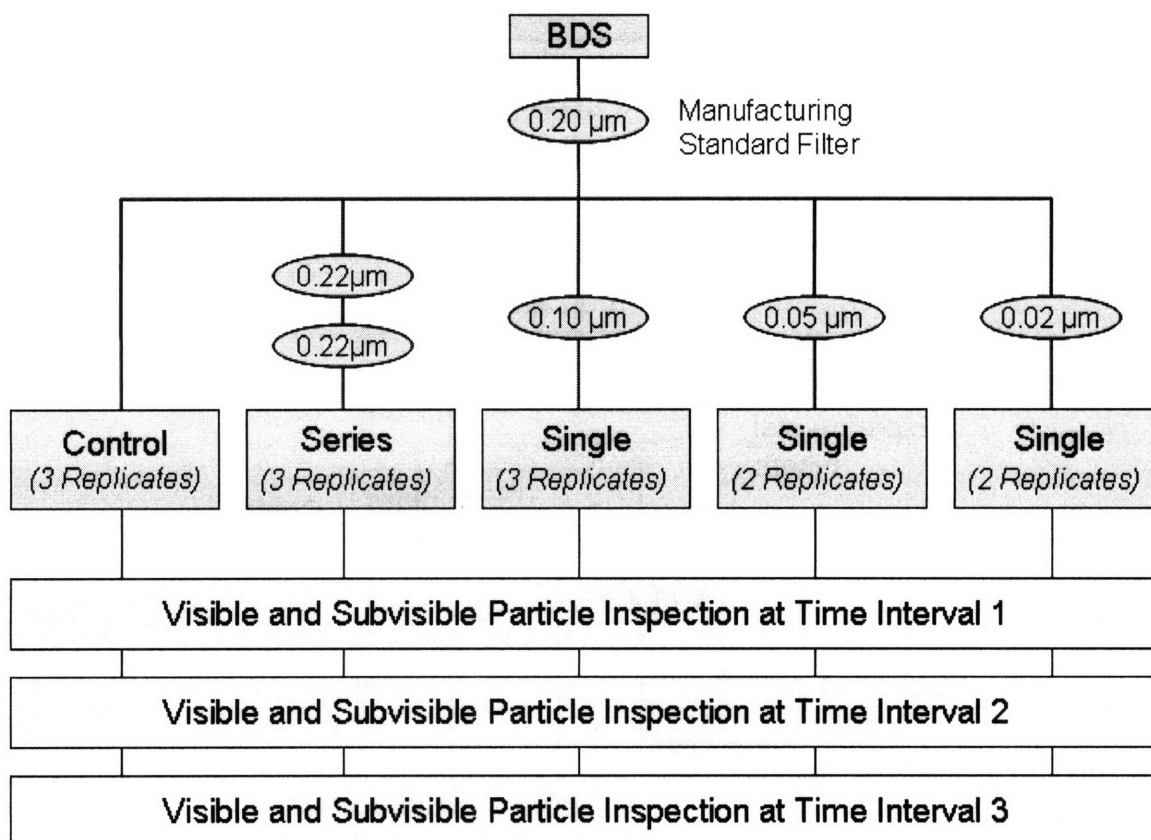 BDS
0.20 µm
Manufacturing
Standard Filter
0.22µm
0.22µm
0.10 µm
0.05 µm
0.02 µm
Control
(3 Replicates)
Series
(3 Replicates)
Single
(3 Replicates)
Single
(2 Replicates)
Single
(2 Replicates)
Visible and Subvisible Particle Inspection at Time Interval 1
Visible and Subvisible Particle Inspection at Time Interval 2
Visible and Subvisible Particle Inspection at Time Interval 3